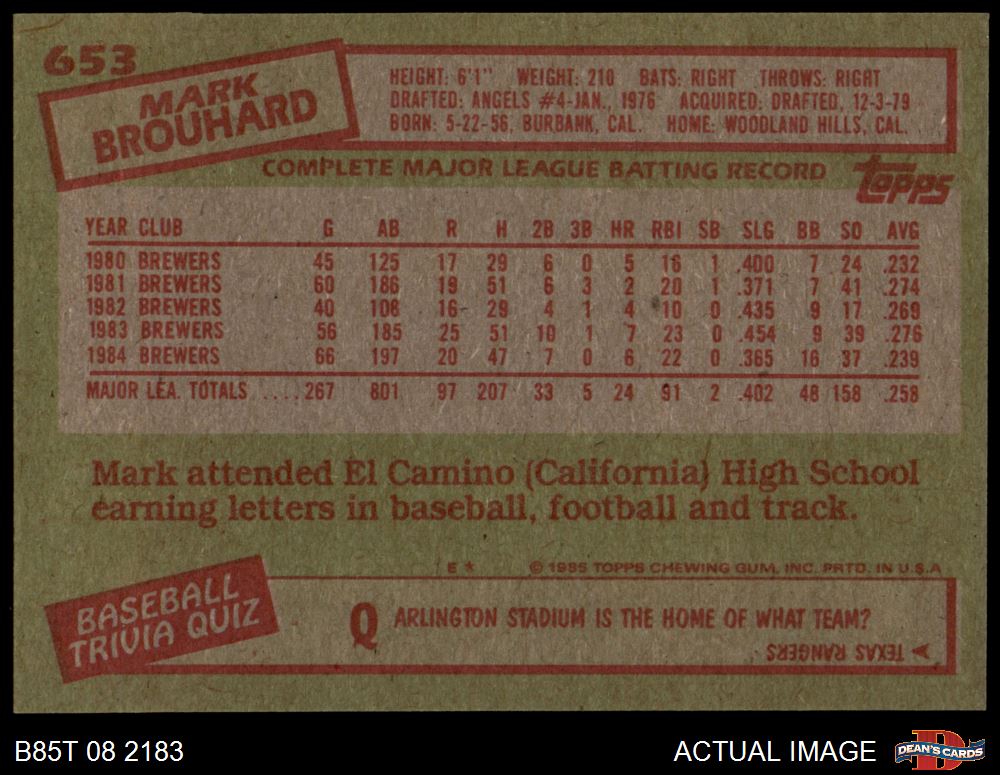 653
MARK BROUHARD
HEIGHT: 6'1" WEIGHT: 210 BATS: RIGHT THROWS: RIGHT
DRAFTED: ANGELS #4-JAN., 1976 ACQUIRED: DRAFTED, 12-3-79
BORN: 5-22-56, BURBANK, CAL. HOME: WOODLAND HILLS, CAL.
COMPLETE MAJOR LEAGUE BATTING RECORD
topps
YEAR CLUB G AB R H 2B 3B HR RBI SB SLG BB SO AVG
1980 BREWERS 45 125 17 29 6 0 5 16 1 .400 7 24 .232
1981 BREWERS 60 186 19 51 6 3 2 20 1 .371 7 41 .274
1982 BREWERS 40 108 16 29 4 1 4 10 0 .435 9 17 .269
1983 BREWERS 56 185 25 51 10 1 7 23 0 .454 9 39 .276
1984 BREWERS 66 197 20 47 7 0 6 22 0 .365 16 37 .239
MAJOR LEA. TOTALS ....267 801 97 207 33 5 24 91 2 .402 48 158 .258
Mark attended El Camino (California) High School
earning letters in baseball, football and track.
E * © 1985 TOPPS CHEWING GUM, INC. PRTD. IN U.S.A
BASEBALL
TRIVIA QUIZ
Q ARLINGTON STADIUM IS THE HOME OF WHAT TEAM?
A TEXAS RANGERS
B85T 08 2183
ACTUAL IMAGE
D
DEAN'S CARDS